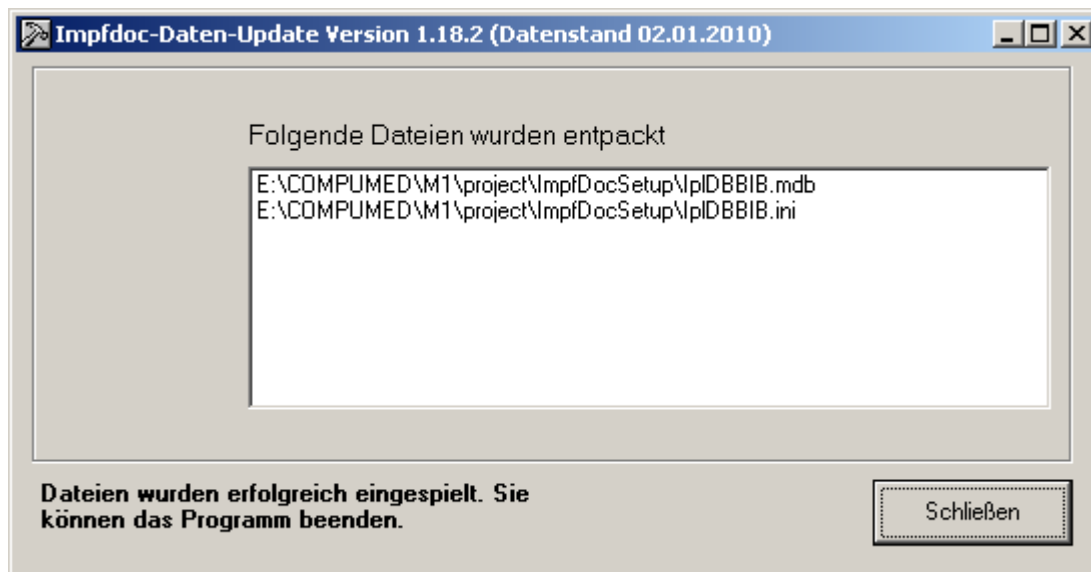 Impfdoc-Daten-Update Version 1.18.2 (Datenstand 02.01.2010)
Folgende Dateien wurden entpackt
E:\COMPUMED\M1\project\ImpfDocSetup\IplDBBIB.mdb
E:\COMPUMED\M1\project\ImpfDocSetup\IplDBBIB.ini
Dateien wurden erfolgreich eingespielt. Sie
können das Programm beenden.
Schließen